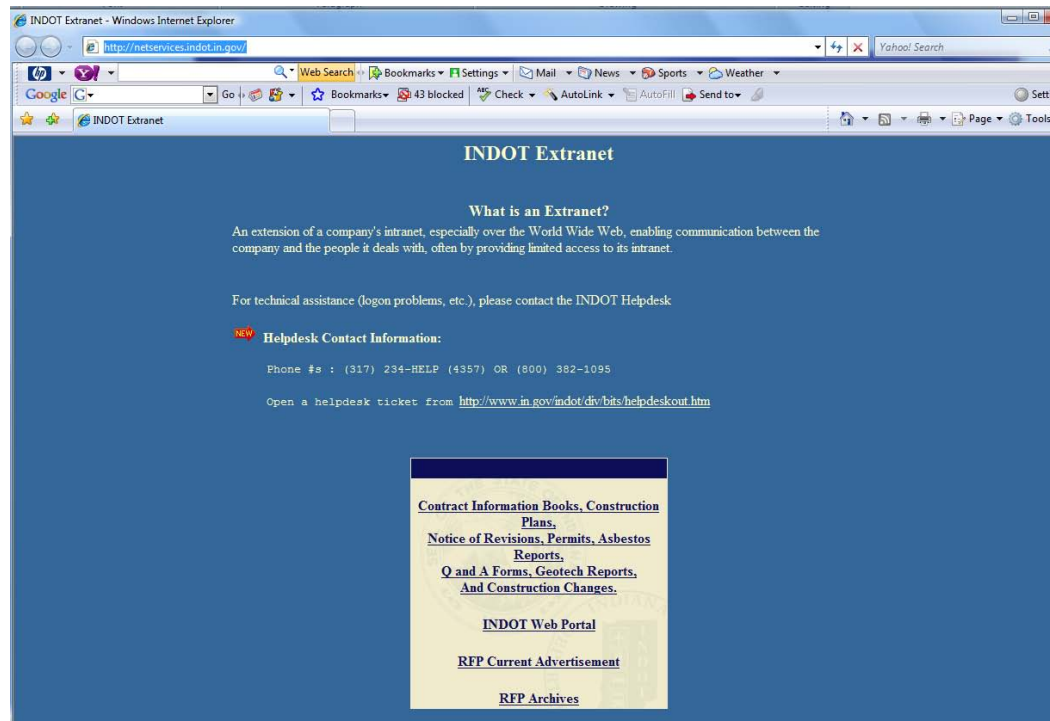 INDOT Extranet - Windows Internet Explorer
http://netservices.indot.in.gov/
Yahoo! Search
Web Search Bookmarks Settings Mail News Sports Weather
Google G Go Bookmarks 43 blocked Check AutoLink AutoFill Send to Sett
INDOT Extranet Page Tools
INDOT Extranet
What is an Extranet?
An extension of a company's intranet, especially over the World Wide Web, enabling communication between the
company and the people it deals with, often by providing limited access to its intranet.
For technical assistance (logon problems, etc.), please contact the INDOT Helpdesk
NEW Helpdesk Contact Information:
Phone #s : (317) 234-HELP (4357) OR (800) 382-1095
Open a helpdesk ticket from http://www.in.gov/indot/div/bits/helpdeskout.htm
Contract Information Books, Construction
Plans,
Notice of Revisions, Permits, Asbestos
Reports,
Q and A Forms, Geotech Reports,
And Construction Changes.
INDOT Web Portal
RFP Current Advertisement
RFP Archives